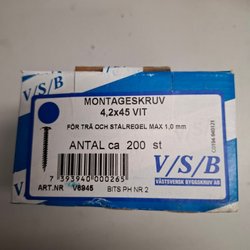 MONTAGESKRUV
4,2x45 VIT
FÖR TRÄ OCH STÅLREGEL MAX 1,0 mm
ANTAL ca 200 st
7 393940 000265
ART.NR V6945 BITS PH NR 2
V/S/B
VÄSTSVENSK BYGGSKRUV AB
V/S/B